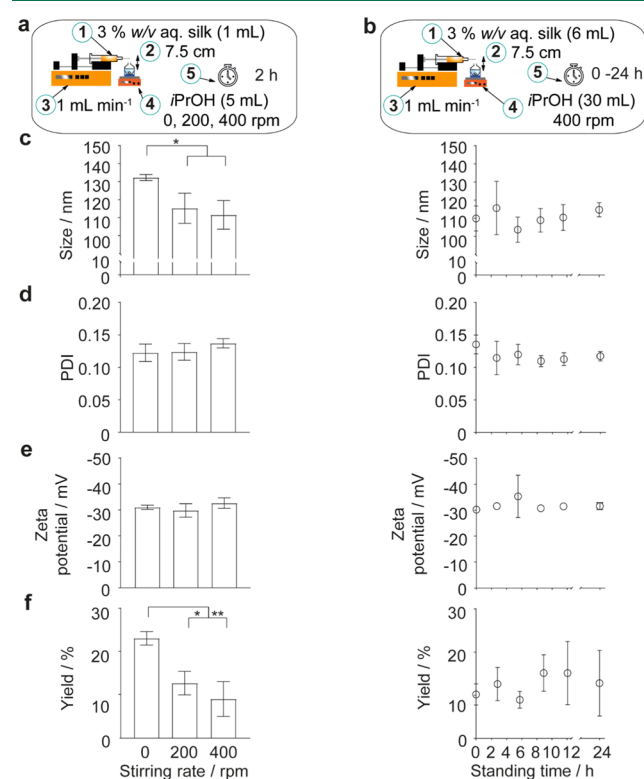 a
1 3 % w/v aq. silk (1 mL)
2 7.5 cm
5 2 h
3 1 mL min⁻¹
4 iPrOH (5 mL)
0, 200, 400 rpm
b
1 3 % w/v aq. silk (6 mL)
2 7.5 cm
5 0 -24 h
3 1 mL min⁻¹
4 iPrOH (30 mL)
400 rpm
c
Size / nm
150
140
130
120
110
100
10
0
*
Size / nm
150
140
130
120
110
100
10
0
d
PDI
0.20
0.15
0.10
0.05
0
PDI
0.20
0.15
0.10
0.05
0
e
Zeta
potential / mV
-50
-40
-30
-20
-10
0
Zeta
potential / mV
-50
-40
-30
-20
-10
0
f
Yield / %
30
20
10
0
* **
0 200 400
Stirring rate / rpm
Yield / %
30
20
10
0
0 2 4 6 8 10 12 24
Standing time / h